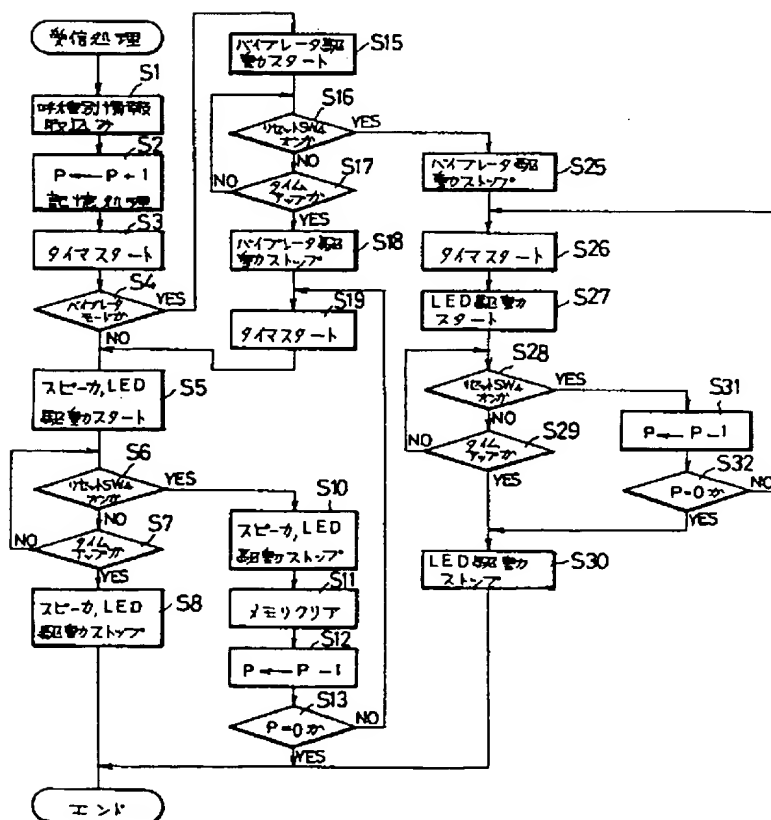 受信処理
S1
呼種別情報
取込み
S2
P ← P + 1
記憶処理
S3
タイマスタート
S4
バイブレータ
モードか
YES
NO
S5
スピーカ, LED
駆動スタート
S6
リセットSW4
オンか
YES
NO
S7
タイム
アップか
NO
YES
S8
スピーカ, LED
駆動ストップ
エンド
S15
バイブレータ駆
動スタート
S16
リセットSW4
オンか
YES
NO
S17
タイム
アップか
NO
YES
S18
バイブレータ駆
動ストップ
S19
タイマスタート
S10
スピーカ, LED
駆動ストップ
S11
メモリクリア
S12
P ← P - 1
S13
P=0か
NO
YES
S25
バイブレータ駆
動ストップ
S26
タイマスタート
S27
LED駆動
スタート
S28
リセットSW4
オンか
YES
NO
S29
タイム
アップか
NO
YES
S30
LED駆動
ストップ
S31
P ← P - 1
S32
P=0か
NO
YES